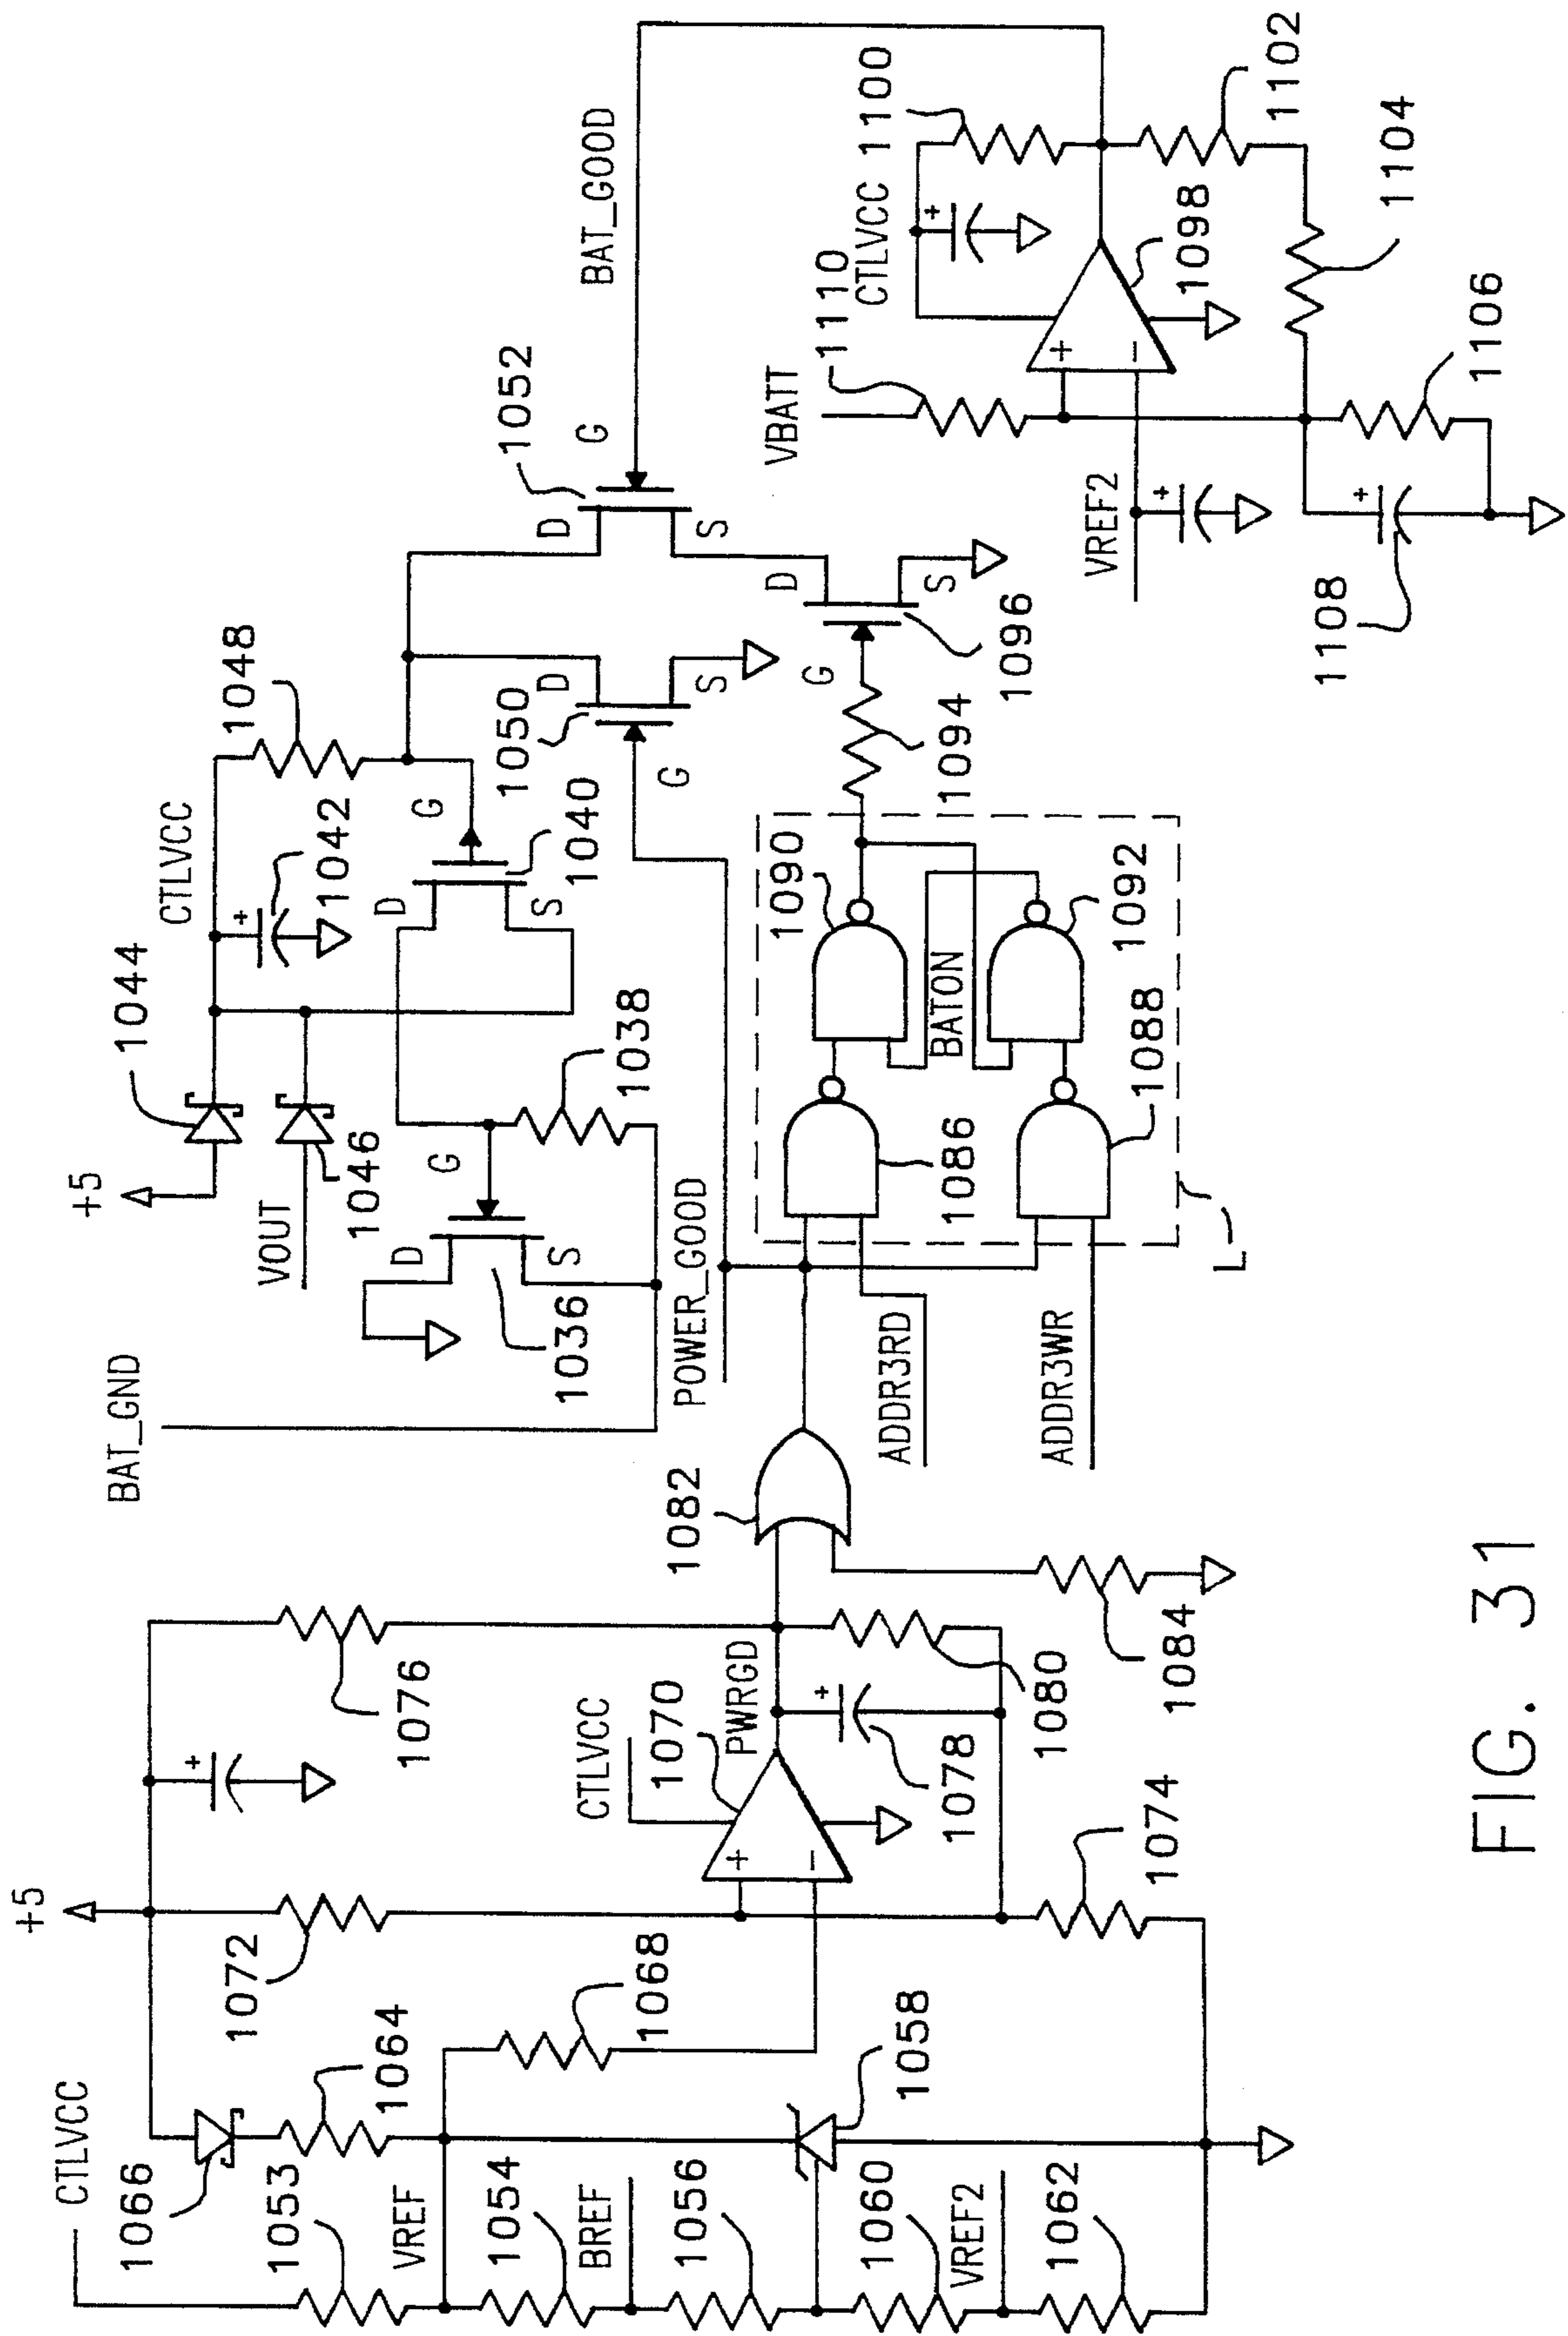 +5
CTLVCC
1066
1053
1064
1072
1076
VREF
1054
BREF
1056
1060
VREF2
1062
1068
1058
CTLVCC
1070
+
-
PWRGD
+
+
1078
1080
1074
1082
1084
BAT_GND
+5
1044
VOUT
1046
CTLVCC
+
1042
1048
D
G
S
1036
1038
D
G
S
1040
POWER_GOOD
ADDR3RD
ADDR3WR
1086
1088
1090
BATON
1092
L
1094
1050
D
G
S
1052
D
G
S
BAT_GOOD
D
G
S
1096
VBATT
1110
CTLVCC
1100
+
+
-
1098
1102
1104
1106
VREF2
+
+
1108
FIG. 31